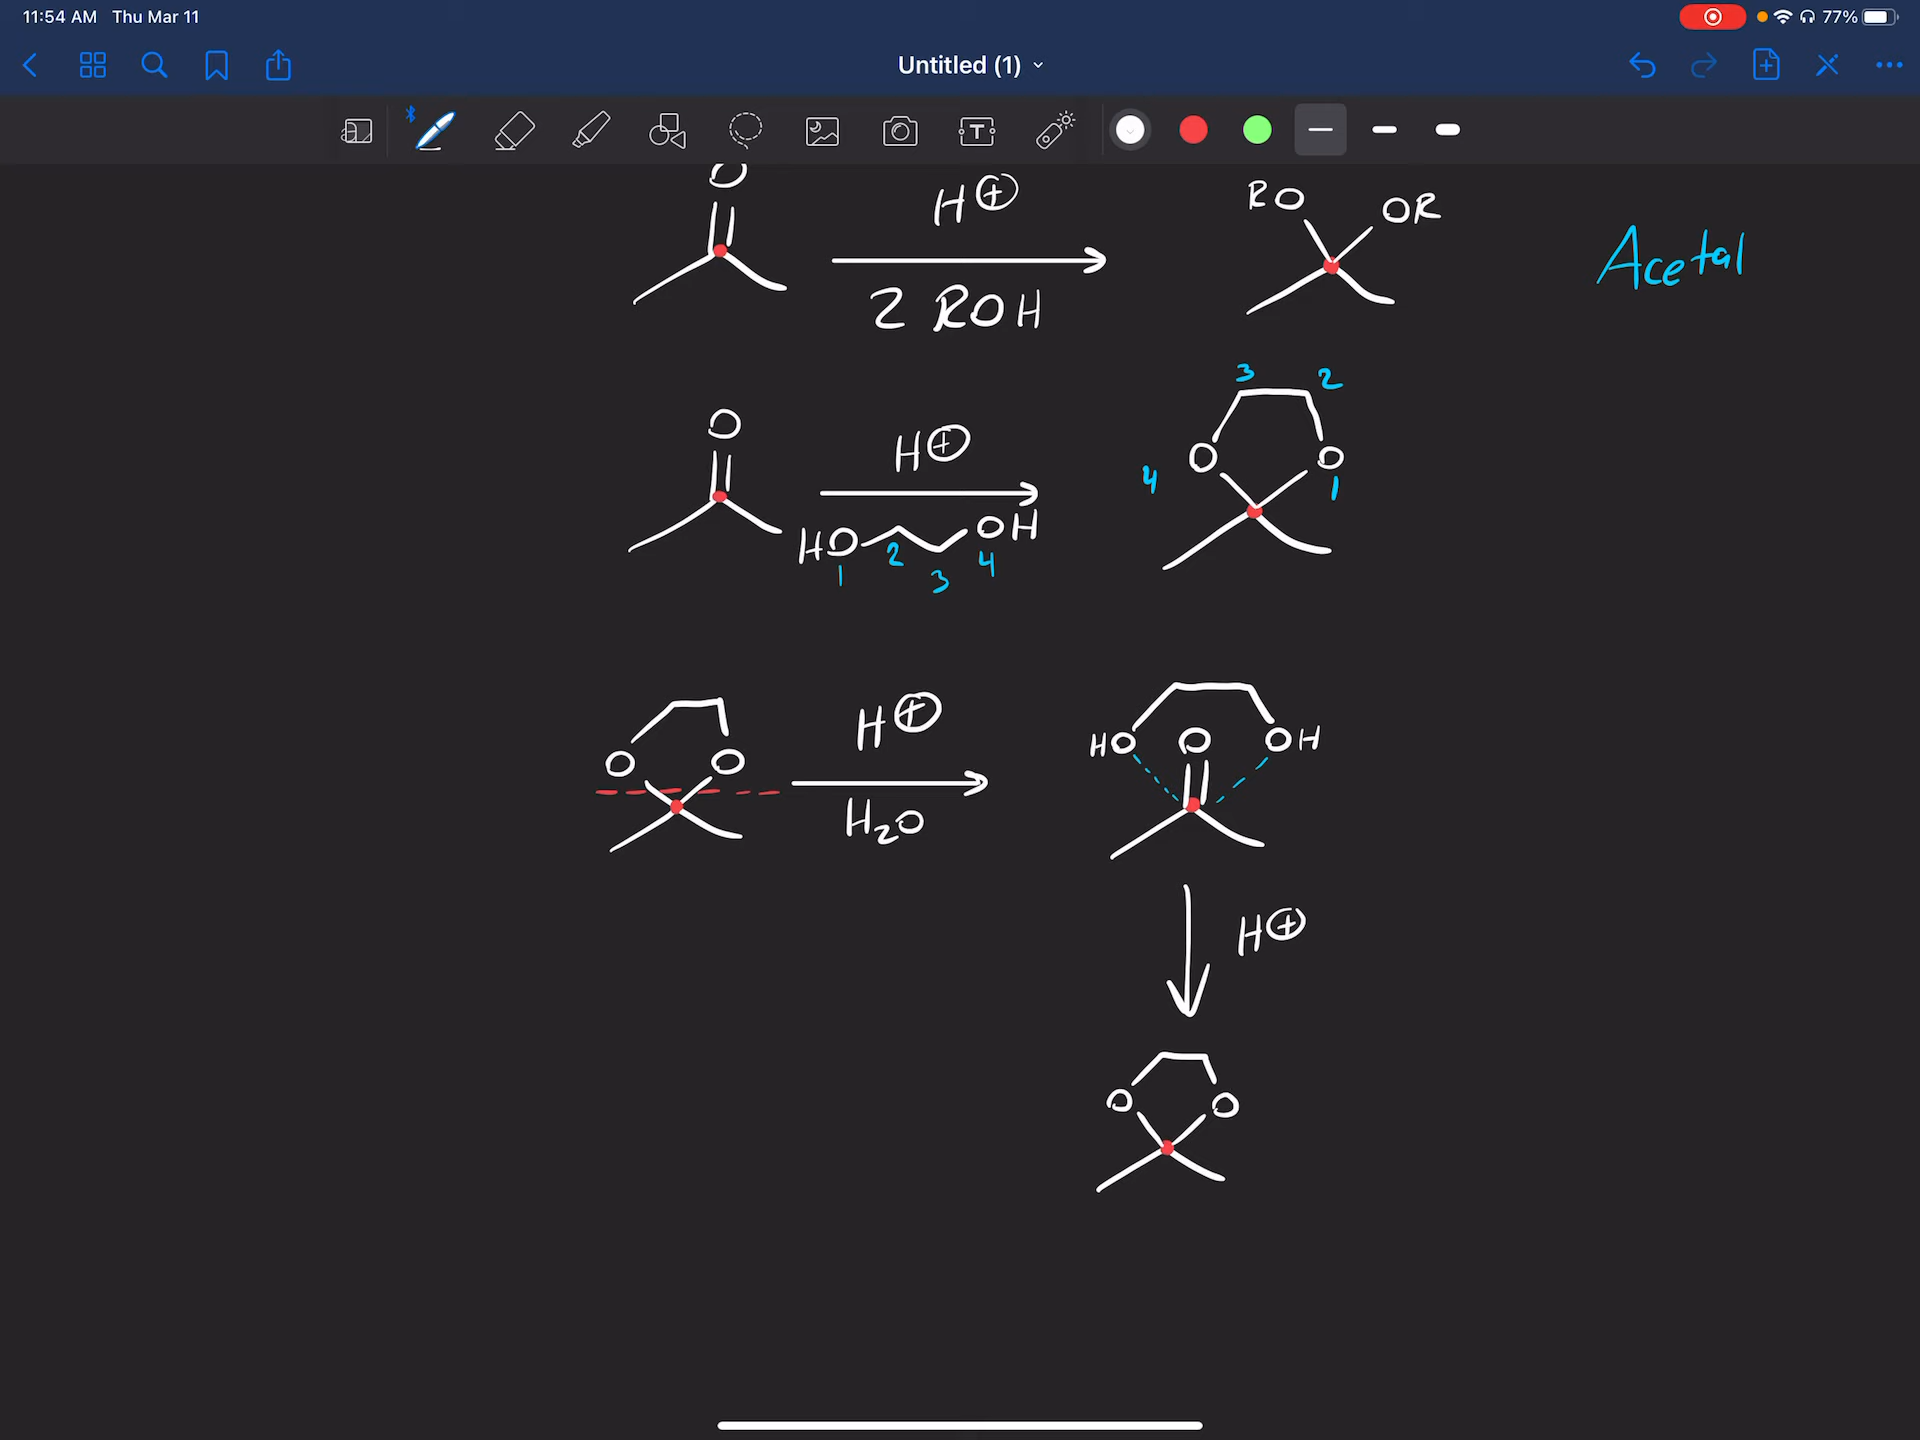 11:54 AM Thu Mar 11
77%
Untitled (1)
T
O
H⊕
RO OR
Acetal
2 ROH
3 2
O
H⊕
O O
4 1
HO OH
1 2 3 4
H⊕
O O
HO O OH
H₂O
H⊕
O O